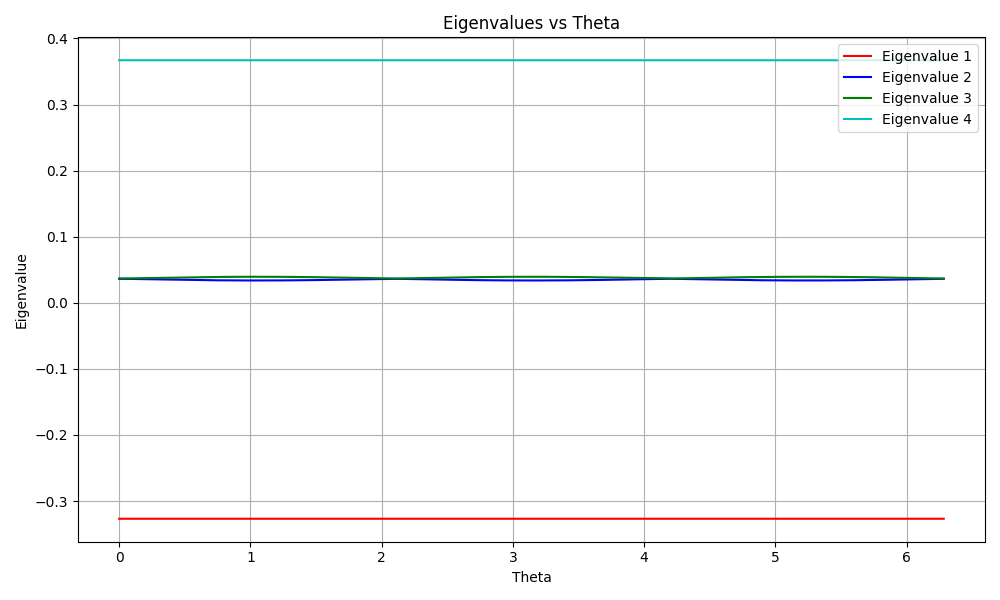 Eigenvalues vs Theta
Eigenvalue
0.4
0.3
0.2
0.1
0.0
−0.1
−0.2
−0.3
Eigenvalue 1
Eigenvalue 2
Eigenvalue 3
Eigenvalue 4
0 1 2 3 4 5 6
Theta